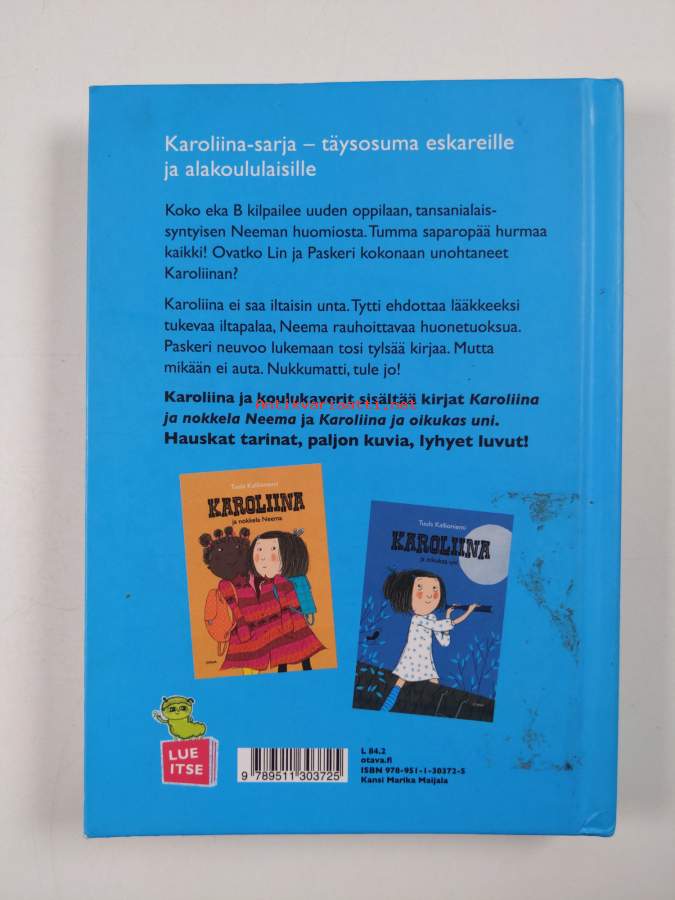 Karoliina-sarja – täysosuma eskareille
ja alakoululaisille
Koko eka B kilpailee uuden oppilaan, tansanialais-
syntyisen Neeman huomiosta. Tumma saparopää hurmaa
kaikki! Ovatko Lin ja Paskeri kokonaan unohtaneet
Karoliinan?
Karoliina ei saa iltaisin unta. Tytti ehdottaa lääkkeeksi
tukevaa iltapalaa, Neema rauhoittavaa huonetuoksua.
Paskeri neuvoo lukemaan tosi tylsää kirjaa. Mutta
mikään ei auta. Nukkumatti, tule jo!
Karoliina ja koulukaverit sisältää kirjat Karoliina
antikvariaatti.net
ja nokkela Neema ja Karoliina ja oikukas uni.
Hauskat tarinat, paljon kuvia, lyhyet luvut!
Tuula Kallioniemi
KAROLIINA
ja nokkela Neema
Tuula Kallioniemi
KAROLIINA
ja oikukas uni
LUE
ITSE
9 789511 303725
L 84.2
otava.fi
ISBN 978-951-1-30372-5
Kansi Marika Maijala